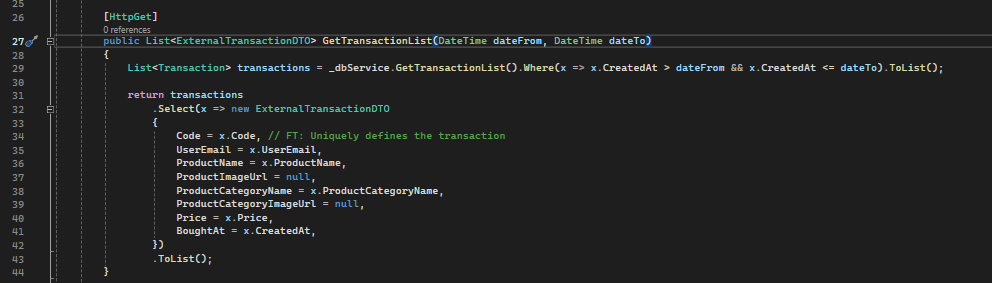 25
26 [HttpGet]
0 references
27 public List<ExternalTransactionDTO> GetTransactionList(DateTime dateFrom, DateTime dateTo)
28 {
29 List<Transaction> transactions = _dbService.GetTransactionList().Where(x => x.CreatedAt > dateFrom && x.CreatedAt <= dateTo).ToList();
30
31 return transactions
32 .Select(x => new ExternalTransactionDTO
33 {
34 Code = x.Code, // FT: Uniquely defines the transaction
35 UserEmail = x.UserEmail,
36 ProductName = x.ProductName,
37 ProductImageUrl = null,
38 ProductCategoryName = x.ProductCategoryName,
39 ProductCategoryImageUrl = null,
40 Price = x.Price,
41 BoughtAt = x.CreatedAt,
42 })
43 .ToList();
44 }